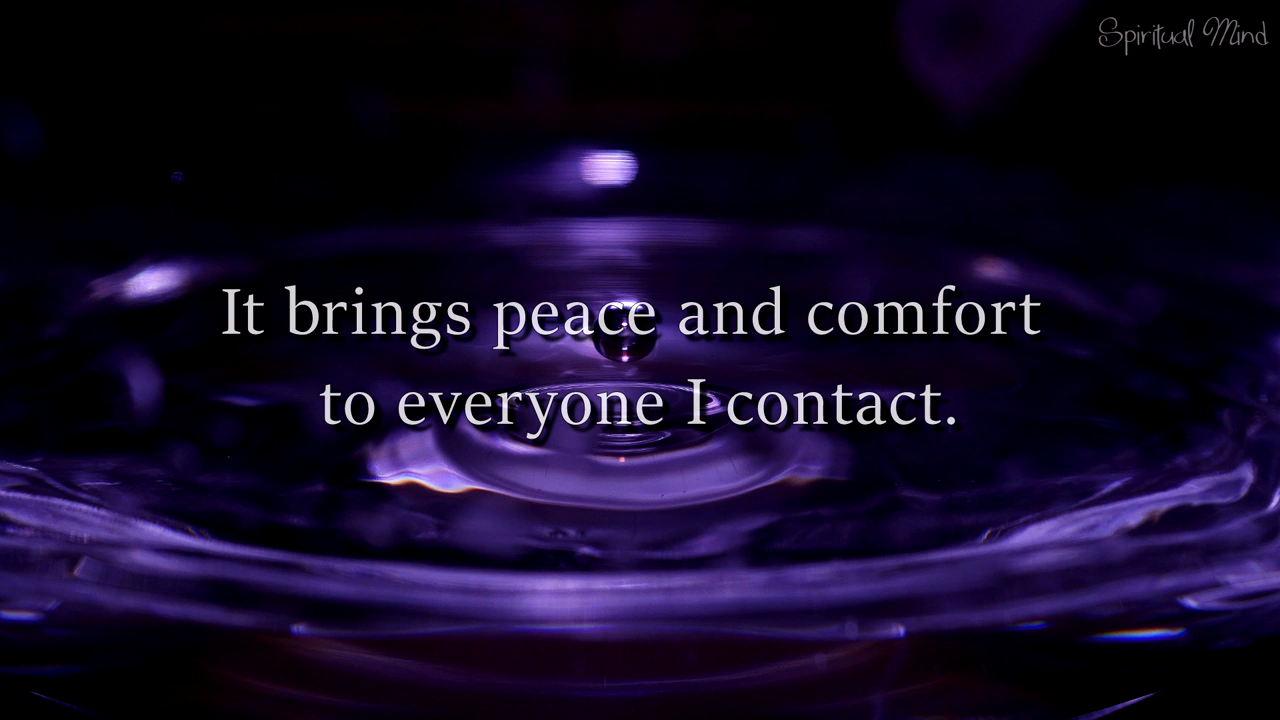 Spiritual Mind
It brings peace and comfort
to everyone I contact.